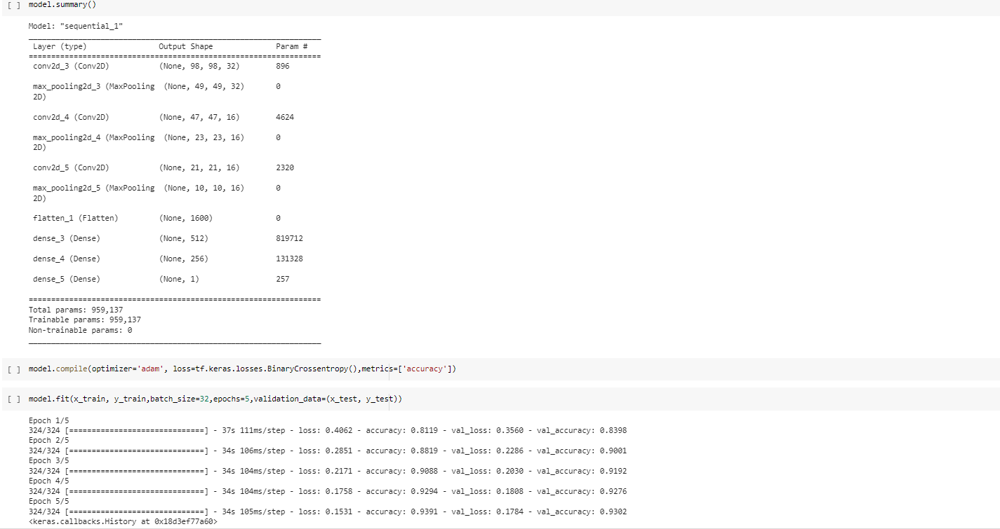 [ ] model.summary()
Model: "sequential_1"
_________________________________________________________________
Layer (type) Output Shape Param #
=================================================================
conv2d_3 (Conv2D) (None, 98, 98, 32) 896
max_pooling2d_3 (MaxPooling (None, 49, 49, 32) 0
2D)
conv2d_4 (Conv2D) (None, 47, 47, 16) 4624
max_pooling2d_4 (MaxPooling (None, 23, 23, 16) 0
2D)
conv2d_5 (Conv2D) (None, 21, 21, 16) 2320
max_pooling2d_5 (MaxPooling (None, 10, 10, 16) 0
2D)
flatten_1 (Flatten) (None, 1600) 0
dense_3 (Dense) (None, 512) 819712
dense_4 (Dense) (None, 256) 131328
dense_5 (Dense) (None, 1) 257
=================================================================
Total params: 959,137
Trainable params: 959,137
Non-trainable params: 0
_________________________________________________________________
[ ] model.compile(optimizer='adam', loss=tf.keras.losses.BinaryCrossentropy(),metrics=['accuracy'])
[ ] model.fit(x_train, y_train,batch_size=32,epochs=5,validation_data=(x_test, y_test))
Epoch 1/5
324/324 [==============================] - 37s 111ms/step - loss: 0.4062 - accuracy: 0.8119 - val_loss: 0.3560 - val_accuracy: 0.8398
Epoch 2/5
324/324 [==============================] - 34s 106ms/step - loss: 0.2851 - accuracy: 0.8819 - val_loss: 0.2286 - val_accuracy: 0.9001
Epoch 3/5
324/324 [==============================] - 34s 104ms/step - loss: 0.2171 - accuracy: 0.9088 - val_loss: 0.2030 - val_accuracy: 0.9192
Epoch 4/5
324/324 [==============================] - 34s 104ms/step - loss: 0.1758 - accuracy: 0.9294 - val_loss: 0.1808 - val_accuracy: 0.9276
Epoch 5/5
324/324 [==============================] - 34s 105ms/step - loss: 0.1531 - accuracy: 0.9391 - val_loss: 0.1784 - val_accuracy: 0.9302
<keras.callbacks.History at 0x18d3ef77a60>